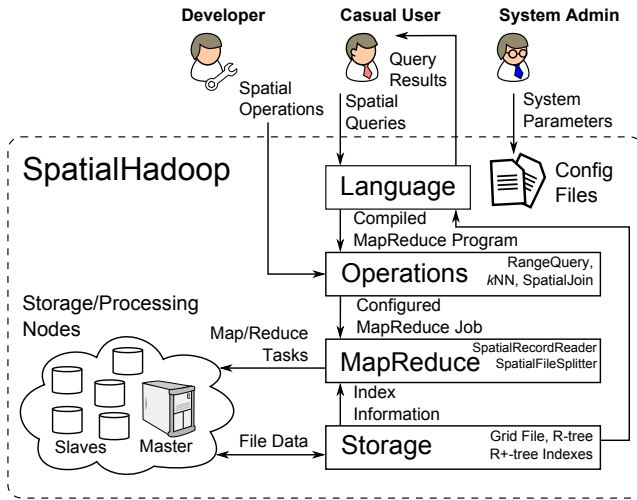 Developer
Casual User
System Admin
Spatial
Operations
Query
Results
Spatial
Queries
System
Parameters
SpatialHadoop
Language
Config
Files
Compiled
MapReduce Program
Operations
RangeQuery,
kNN, SpatialJoin
Storage/Processing
Nodes
Configured
MapReduce Job
Map/Reduce
Tasks
MapReduce
SpatialRecordReader
SpatialFileSplitter
Index
Information
Slaves
Master
File Data
Storage
Grid File, R-tree
R+-tree Indexes